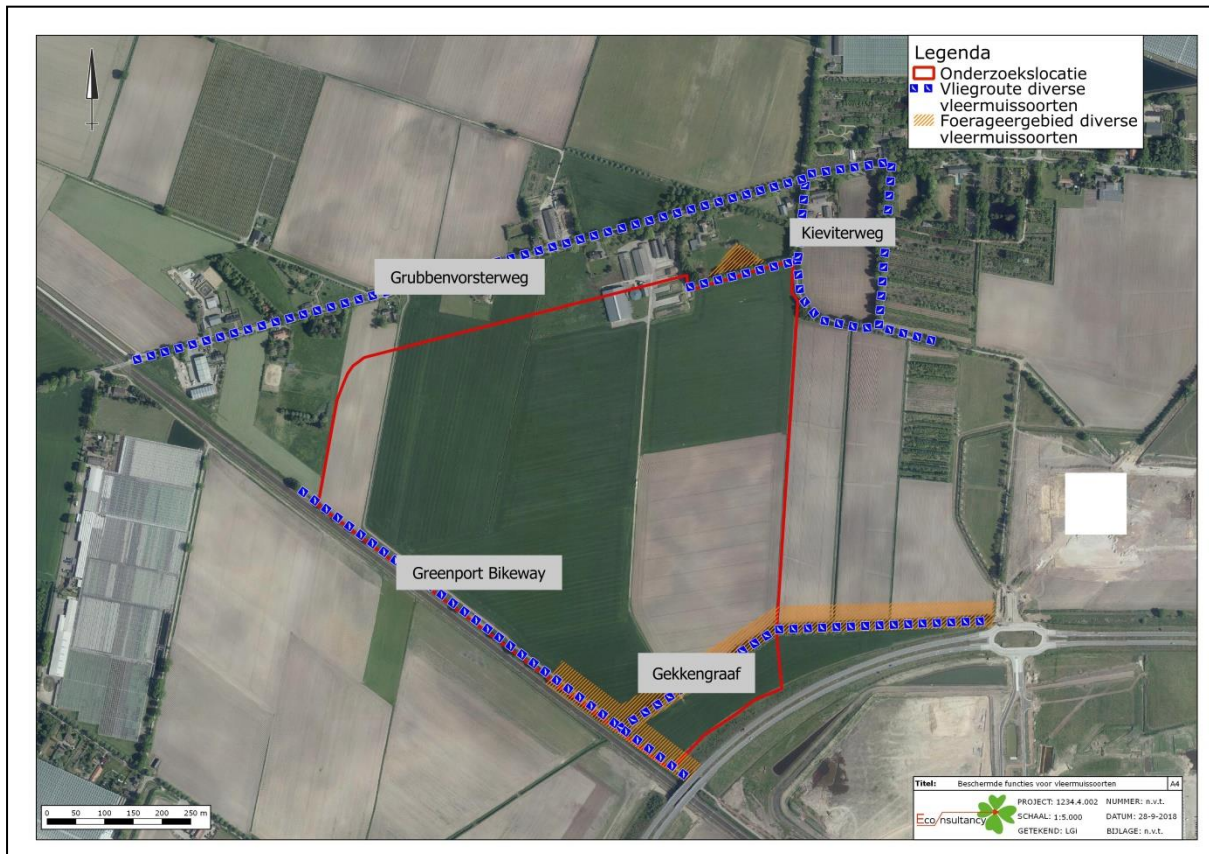 Legenda
Onderzoekslocatie
Vliegroute diverse
vleermuissoorten
Foerageergebied diverse
vleermuissoorten
Kieviterweg
Grubbenvorsterweg
Greenport Bikeway
Gekkengraaf
0 50 100 150 200 250 m
Titel: Beschermde functies voor vleermuissoorten A4
Econsultancy
PROJECT: 1234.4.002 NUMMER: n.v.t.
SCHAAL: 1:5.000 DATUM: 28-9-2018
GETEKEND: LGi BIJLAGE: n.v.t.